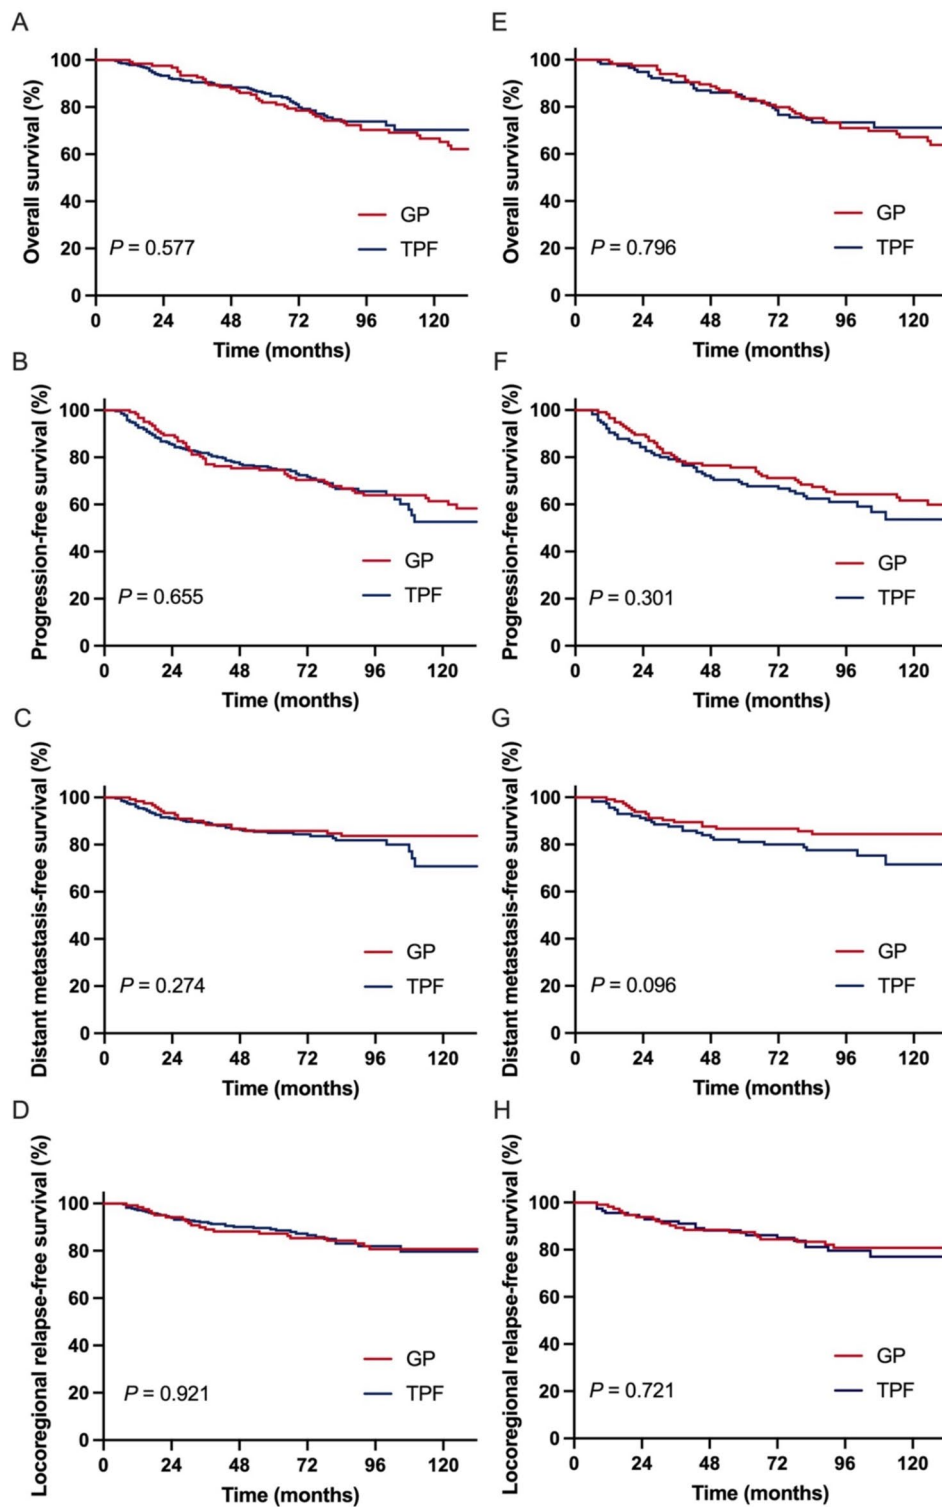 A
Overall survival (%)
100
80
60
40
20
0
GP
TPF
P = 0.577
0 24 48 72 96 120
Time (months)
E
Overall survival (%)
100
80
60
40
20
0
GP
TPF
P = 0.796
0 24 48 72 96 120
Time (months)
B
Progression-free survival (%)
100
80
60
40
20
0
GP
TPF
P = 0.655
0 24 48 72 96 120
Time (months)
F
Progression-free survival (%)
100
80
60
40
20
0
GP
TPF
P = 0.301
0 24 48 72 96 120
Time (months)
C
Distant metastasis-free survival (%)
100
80
60
40
20
0
GP
TPF
P = 0.274
0 24 48 72 96 120
Time (months)
G
Distant metastasis-free survival (%)
100
80
60
40
20
0
GP
TPF
P = 0.096
0 24 48 72 96 120
Time (months)
D
Locoregional relapse-free survival (%)
100
80
60
40
20
0
GP
TPF
P = 0.921
0 24 48 72 96 120
Time (months)
H
Locoregional relapse-free survival (%)
100
80
60
40
20
0
GP
TPF
P = 0.721
0 24 48 72 96 120
Time (months)